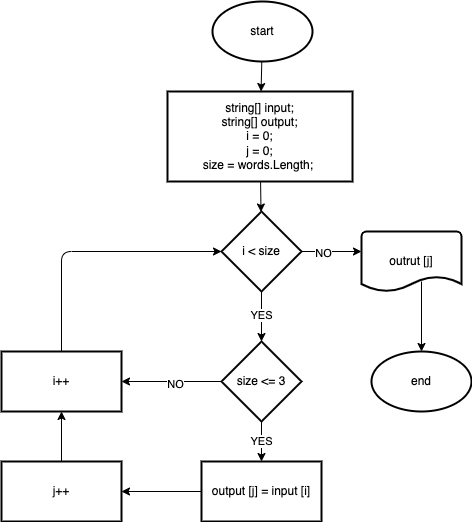 start
string[] input;
string[] output;
i = 0;
j = 0;
size = words.Length;
i < size
NO
outrut [j]
YES
i++
NO
size <= 3
end
YES
j++
output [j] = input [i]